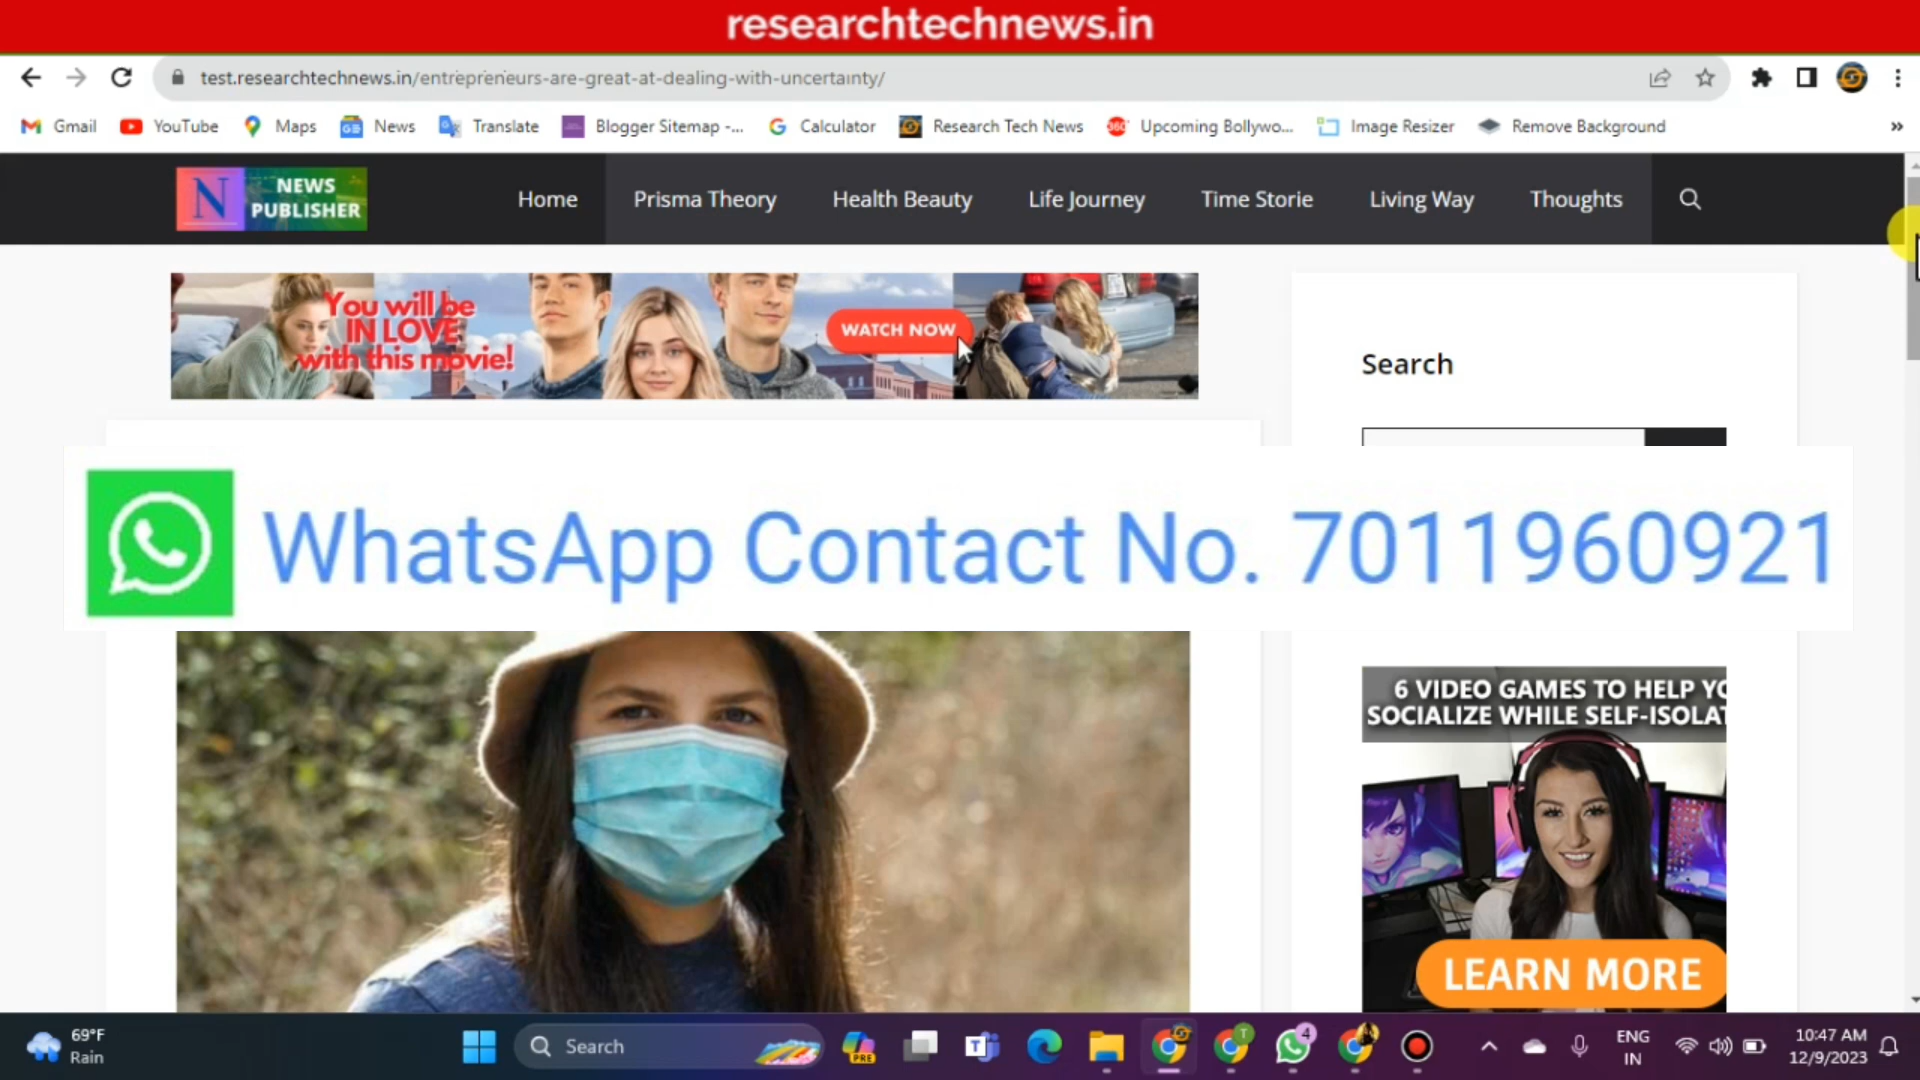 researchtechnews.in
test.researchtechnews.in/entrepreneurs-are-great-at-dealing-with-uncertainty/
Gmail YouTube Maps News Translate Blogger Sitemap -... Calculator Research Tech News Upcoming Bollywo... Image Resizer Remove Background »
N NEWS PUBLISHER
Home Prisma Theory Health Beauty Life Journey Time Storie Living Way Thoughts
You will be
IN LOVE
with this movie!
WATCH NOW
Search
WhatsApp Contact No. 7011960921
6 VIDEO GAMES TO HELP YO
SOCIALIZE WHILE SELF-ISOLAT
LEARN MORE
69°F
Rain
Search
PRE
T
T
4
ENG
IN
10:47 AM
12/9/2023